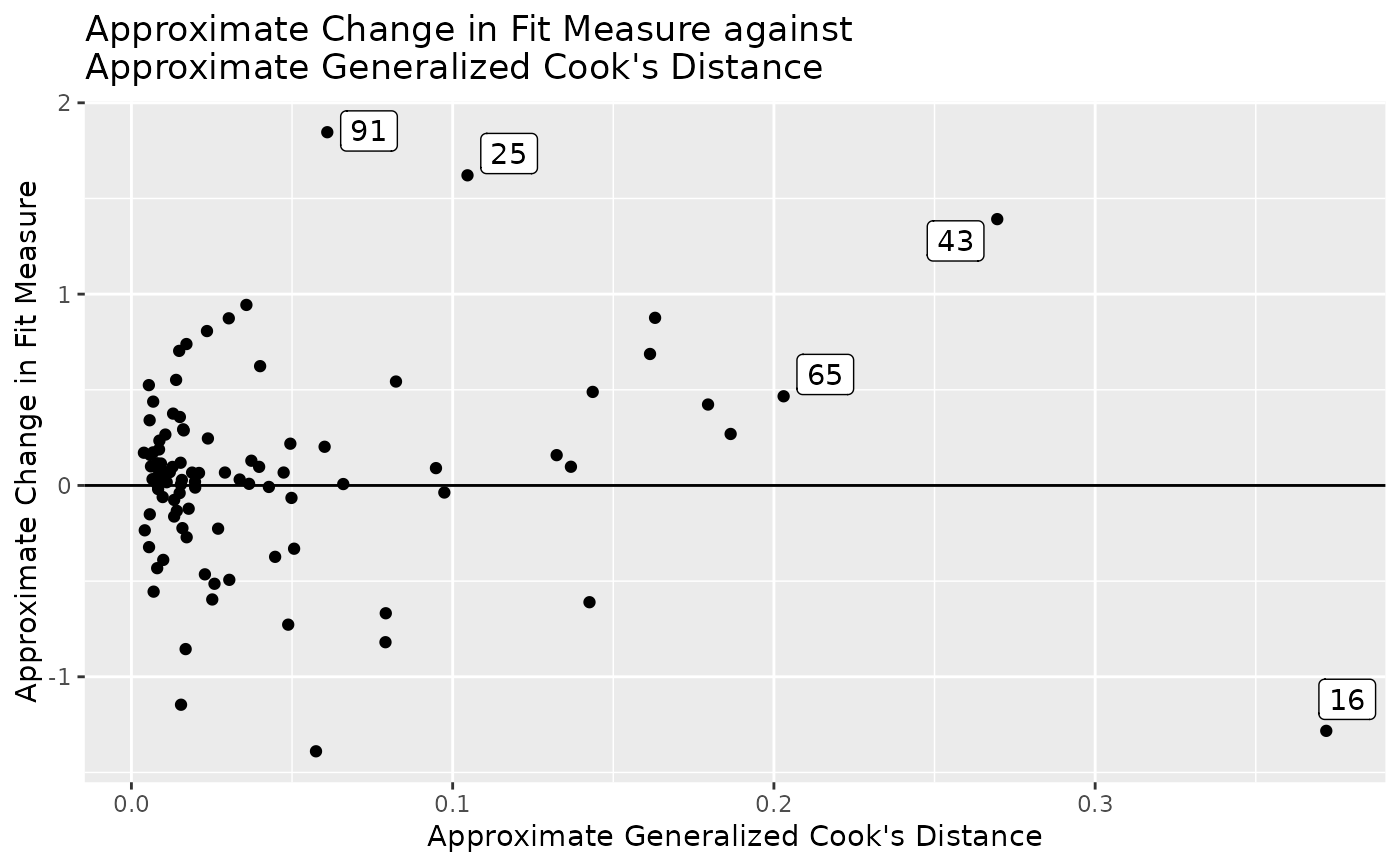 Approximate Change in Fit Measure against
Approximate Generalized Cook's Distance
2
91
25
43
1
65
0
-1
16
0.0 0.1 0.2 0.3
Approximate Generalized Cook's Distance
Approximate Change in Fit Measure